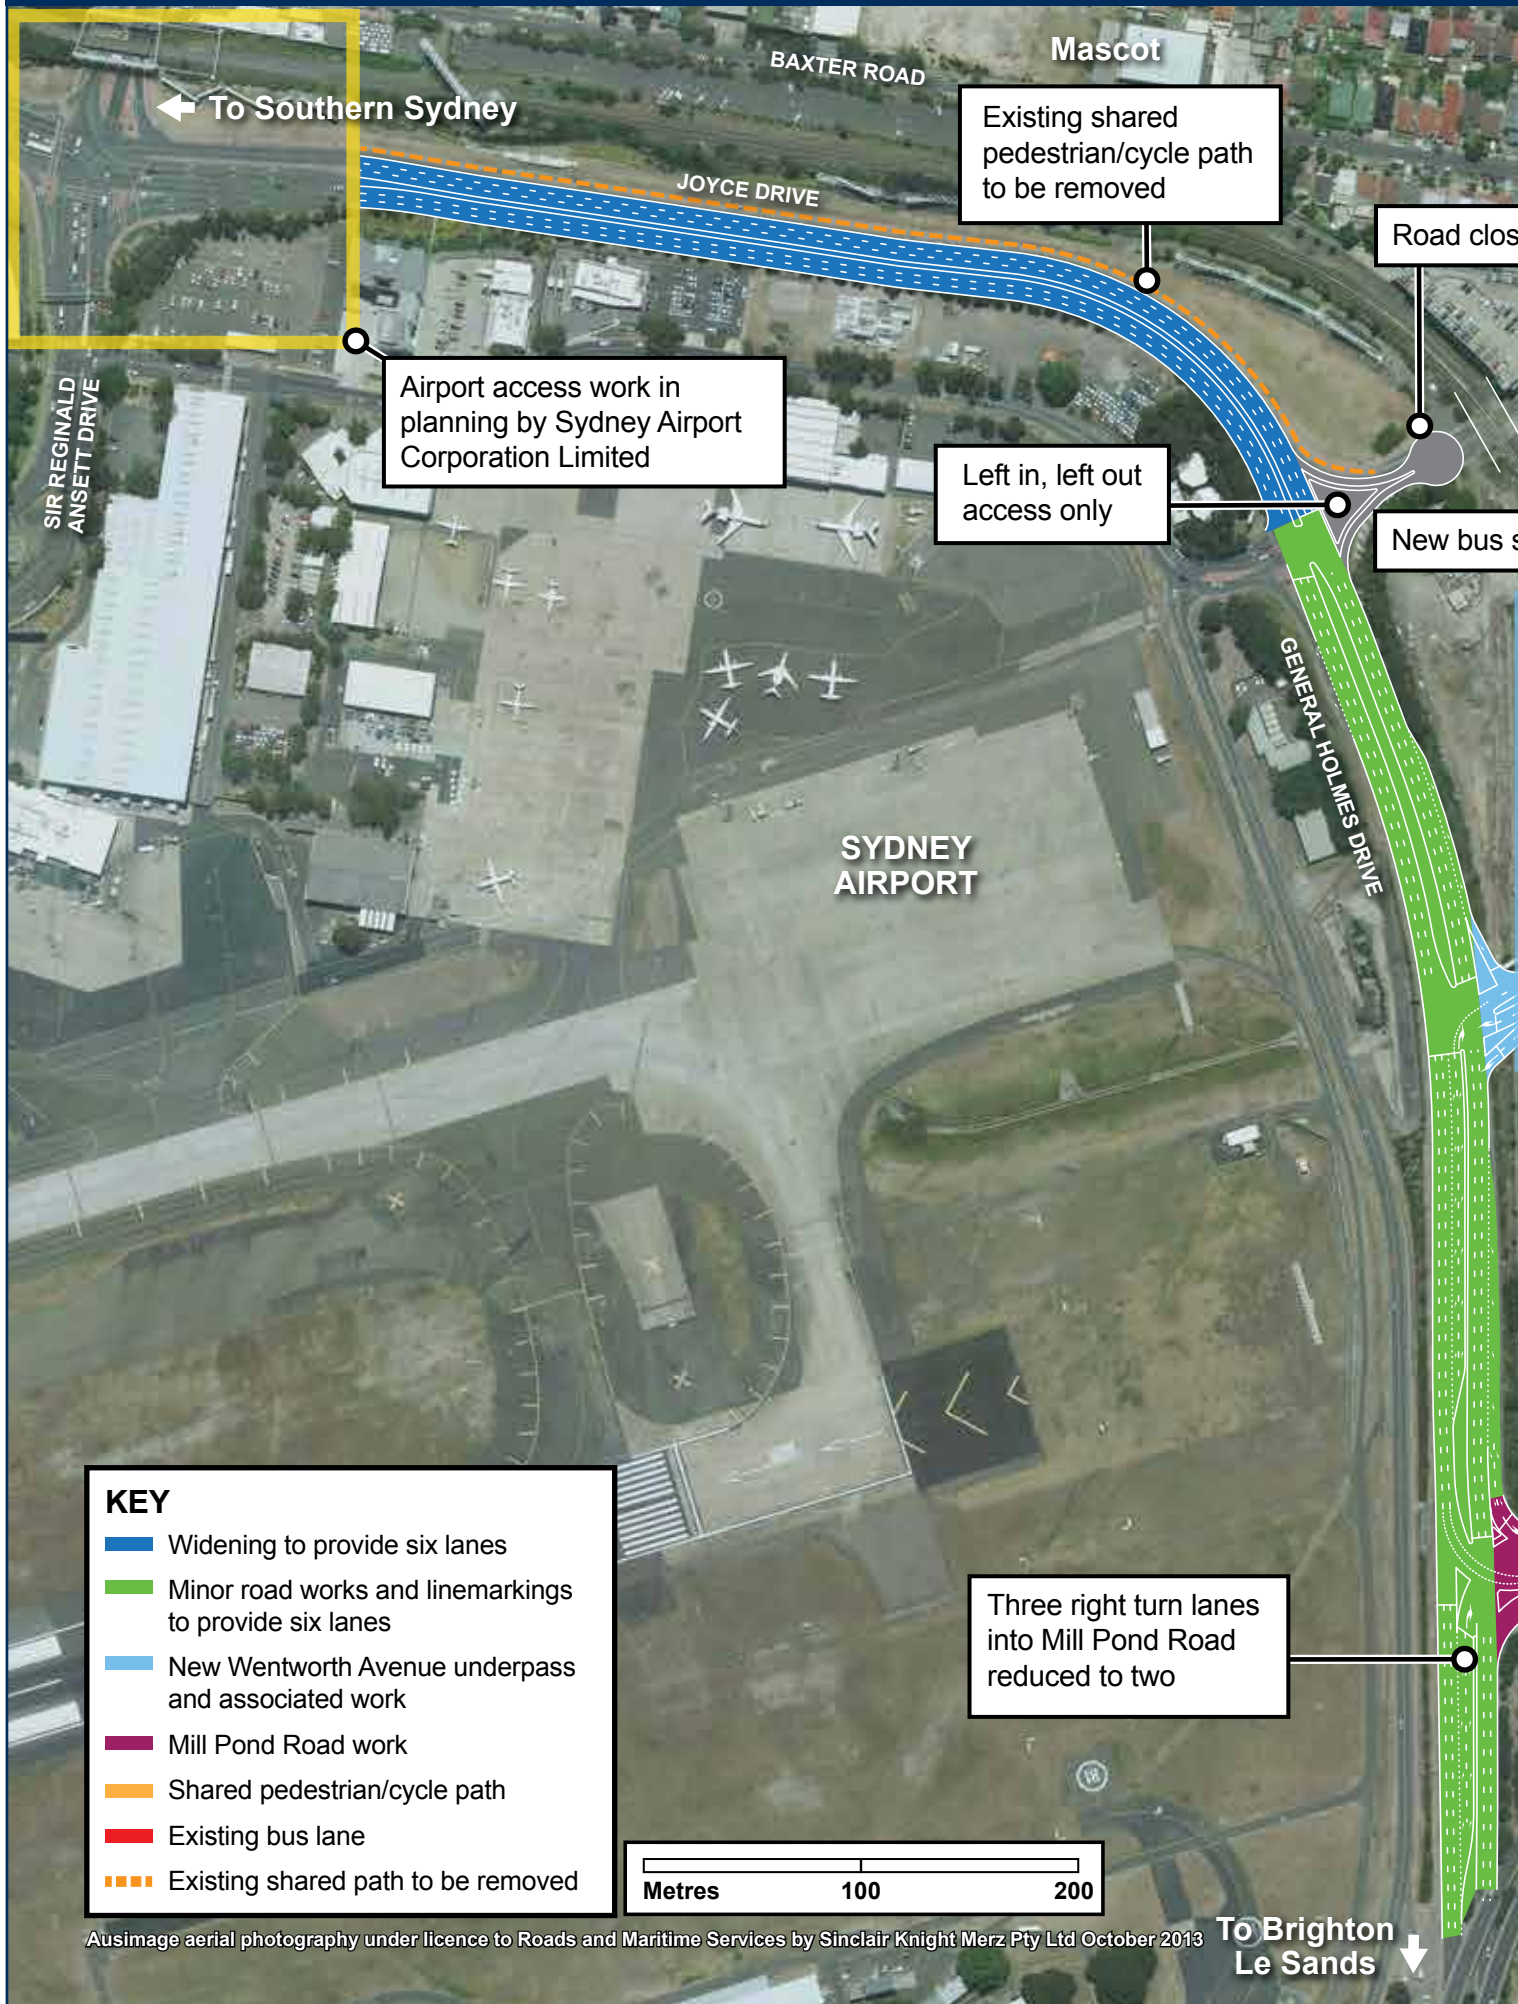 Mascot
BAXTER ROAD
To Southern Sydney
Existing shared
pedestrian/cycle path
to be removed
JOYCE DRIVE
Road clos
Airport access work in
planning by Sydney Airport
Corporation Limited
SIR REGINALD
ANSETT DRIVE
Left in, left out
access only
New bus s
GENERAL HOLMES DRIVE
SYDNEY
AIRPORT
KEY
Widening to provide six lanes
Minor road works and linemarkings
to provide six lanes
New Wentworth Avenue underpass
and associated work
Mill Pond Road work
Shared pedestrian/cycle path
Existing bus lane
Existing shared path to be removed
Three right turn lanes
into Mill Pond Road
reduced to two
Metres 100 200
Ausimage aerial photography under licence to Roads and Maritime Services by Sinclair Knight Merz Pty Ltd October 2013
To Brighton
Le Sands